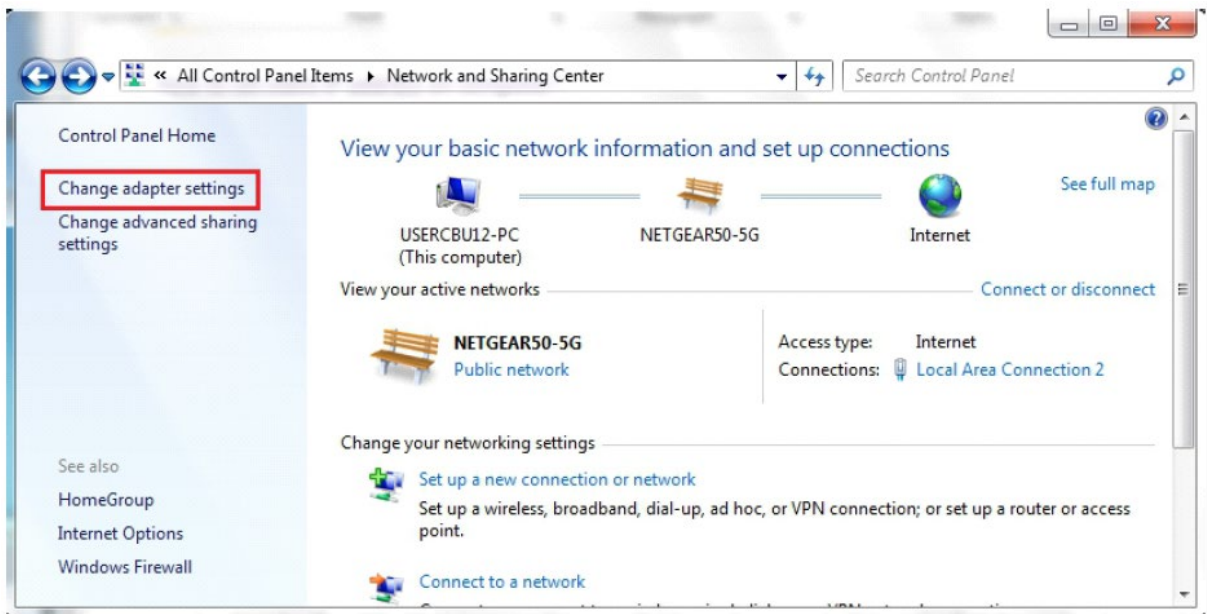 « All Control Panel Items ▸ Network and Sharing Center
Search Control Panel
Control Panel Home
Change adapter settings
Change advanced sharing
settings
See also
HomeGroup
Internet Options
Windows Firewall
View your basic network information and set up connections
See full map
USERCBU12-PC
(This computer)
NETGEAR50-5G
Internet
View your active networks
Connect or disconnect
NETGEAR50-5G
Public network
Access type: Internet
Connections: Local Area Connection 2
Change your networking settings
Set up a new connection or network
Set up a wireless, broadband, dial-up, ad hoc, or VPN connection; or set up a router or access
point.
Connect to a network